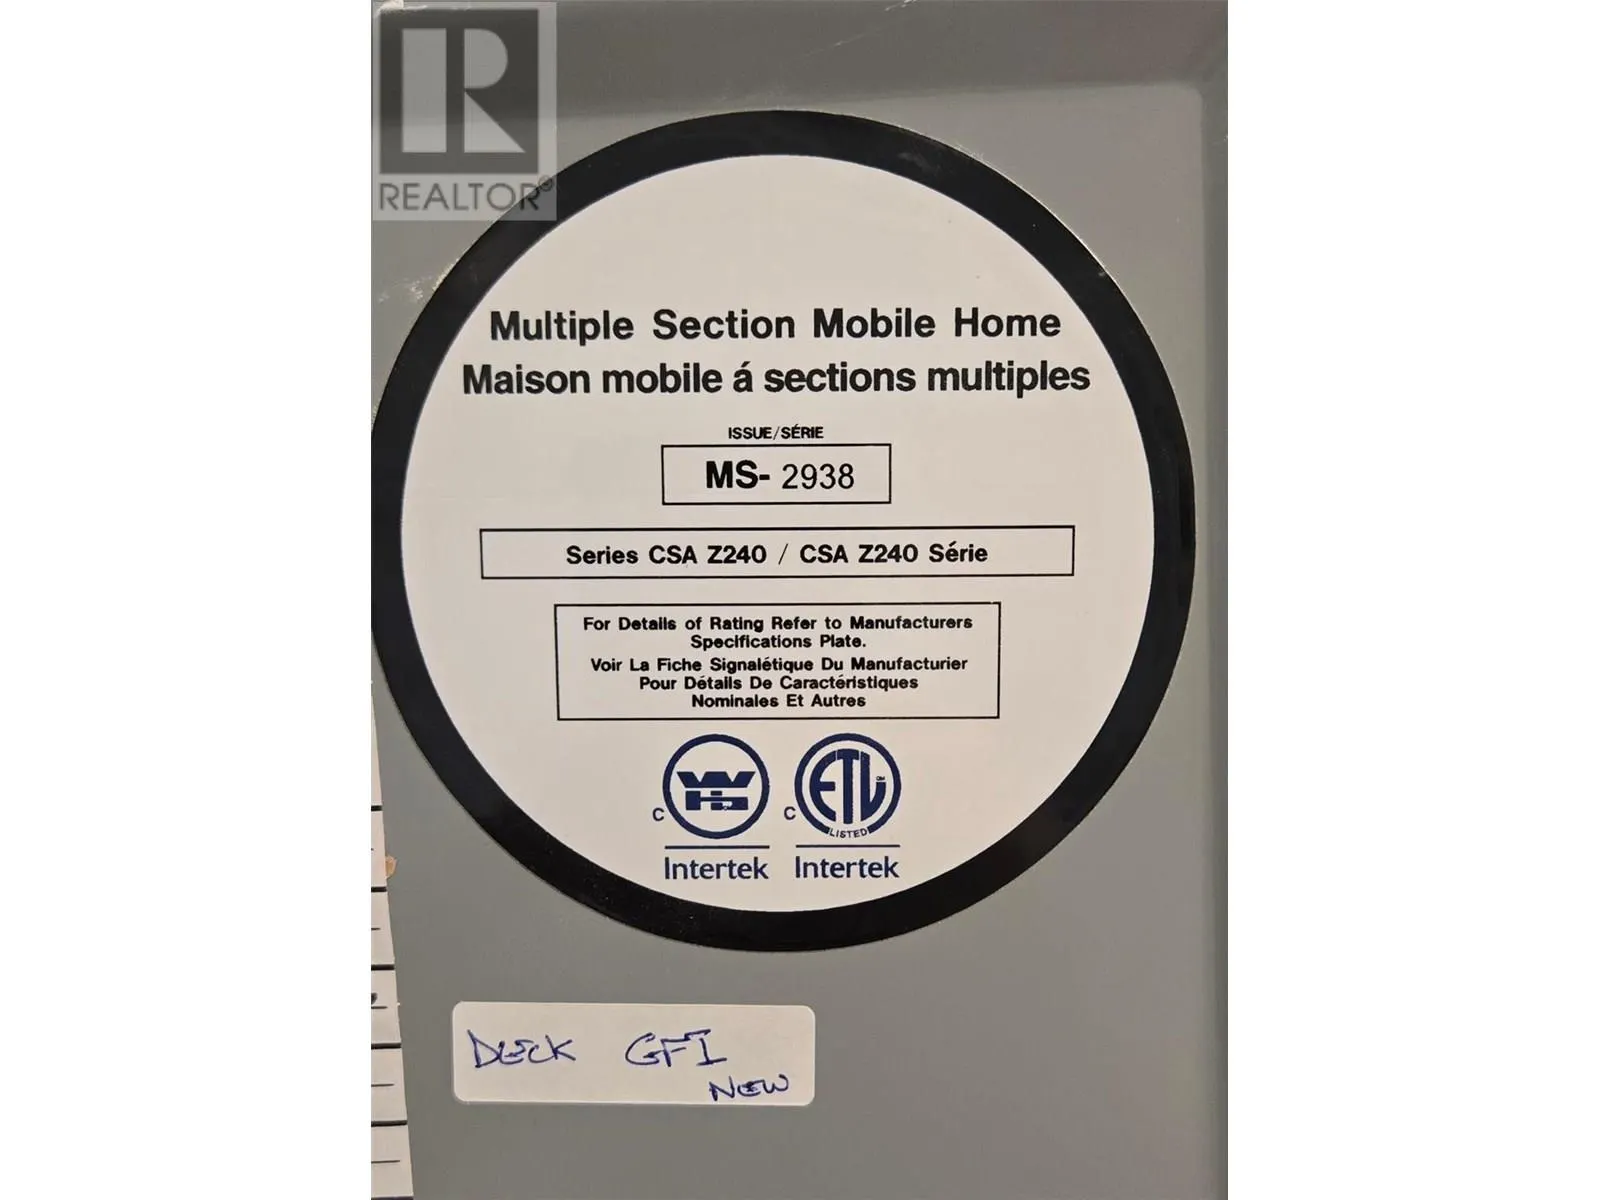 REALTOR®
Multiple Section Mobile Home
Maison mobile á sections multiples
ISSUE/SÉRIE
MS- 2938
Series CSA Z240 / CSA Z240 Série
For Details of Rating Refer to Manufacturers
Specifications Plate.
Voir La Fiche Signalétique Du Manufacturier
Pour Détails De Caractéristiques
Nominales Et Autres
C WH C ETL LISTED
Intertek Intertek
DECK GFI
NEW